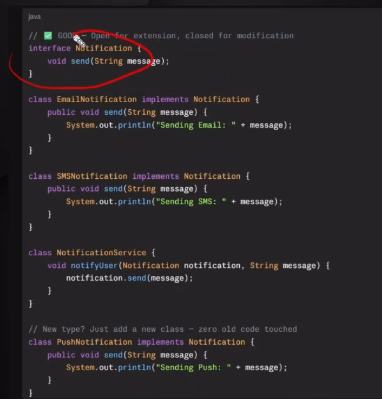 java
// ✅ GOOD — Open for extension, closed for modification
interface Notification {
void send(String message);
}
class EmailNotification implements Notification {
public void send(String message) {
System.out.println("Sending Email: " + message);
}
}
class SMSNotification implements Notification {
public void send(String message) {
System.out.println("Sending SMS: " + message);
}
}
class NotificationService {
void notifyUser(Notification notification, String message) {
notification.send(message);
}
}
// New type? Just add a new class — zero old code touched
class PushNotification implements Notification {
public void send(String message) {
System.out.println("Sending Push: " + message);
}
}